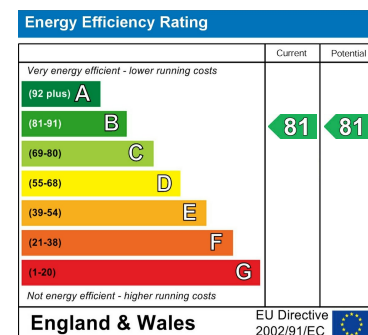 Energy Efficiency Rating
Current Potential
Very energy efficient - lower running costs
(92 plus) A
(81-91) B 81 81
(69-80) C
(55-68) D
(39-54) E
(21-38) F
(1-20) G
Not energy efficient - higher running costs
England & Wales
EU Directive
2002/91/EC